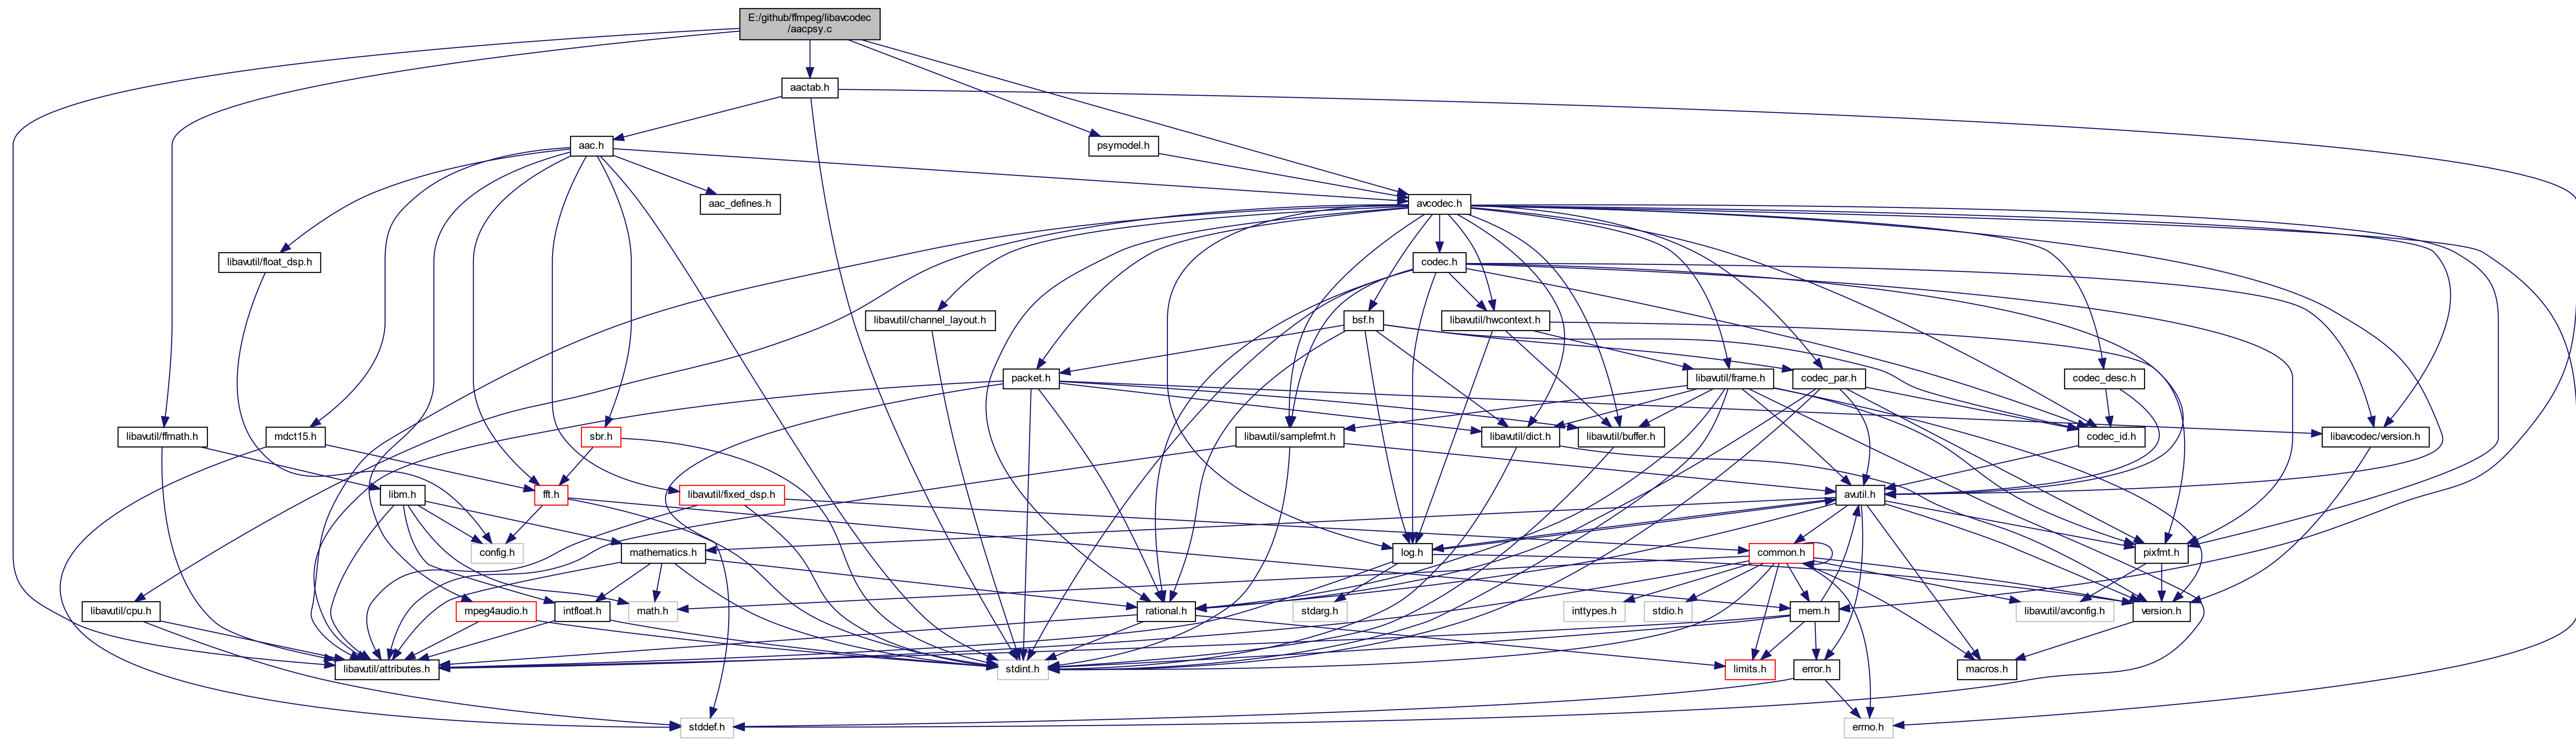 E:/github/ffmpeg/libavcodec
/aacpsy.c
aactab.h
aac.h
psymodel.h
aac_defines.h
avcodec.h
libavutil/float_dsp.h
codec.h
libavutil/channel_layout.h
bsf.h
libavutil/hwcontext.h
packet.h
libavutil/frame.h
codec_par.h
codec_desc.h
libavutil/ffmath.h
mdct15.h
sbr.h
libavutil/samplefmt.h
libavutil/dict.h
libavutil/buffer.h
codec_id.h
libavcodec/version.h
libm.h
fft.h
libavutil/fixed_dsp.h
avutil.h
config.h
mathematics.h
log.h
common.h
pixfmt.h
libavutil/cpu.h
mpeg4audio.h
intfloat.h
math.h
rational.h
stdarg.h
inttypes.h
stdio.h
mem.h
libavutil/avconfig.h
version.h
libavutil/attributes.h
stdint.h
limits.h
error.h
macros.h
stddef.h
errno.h